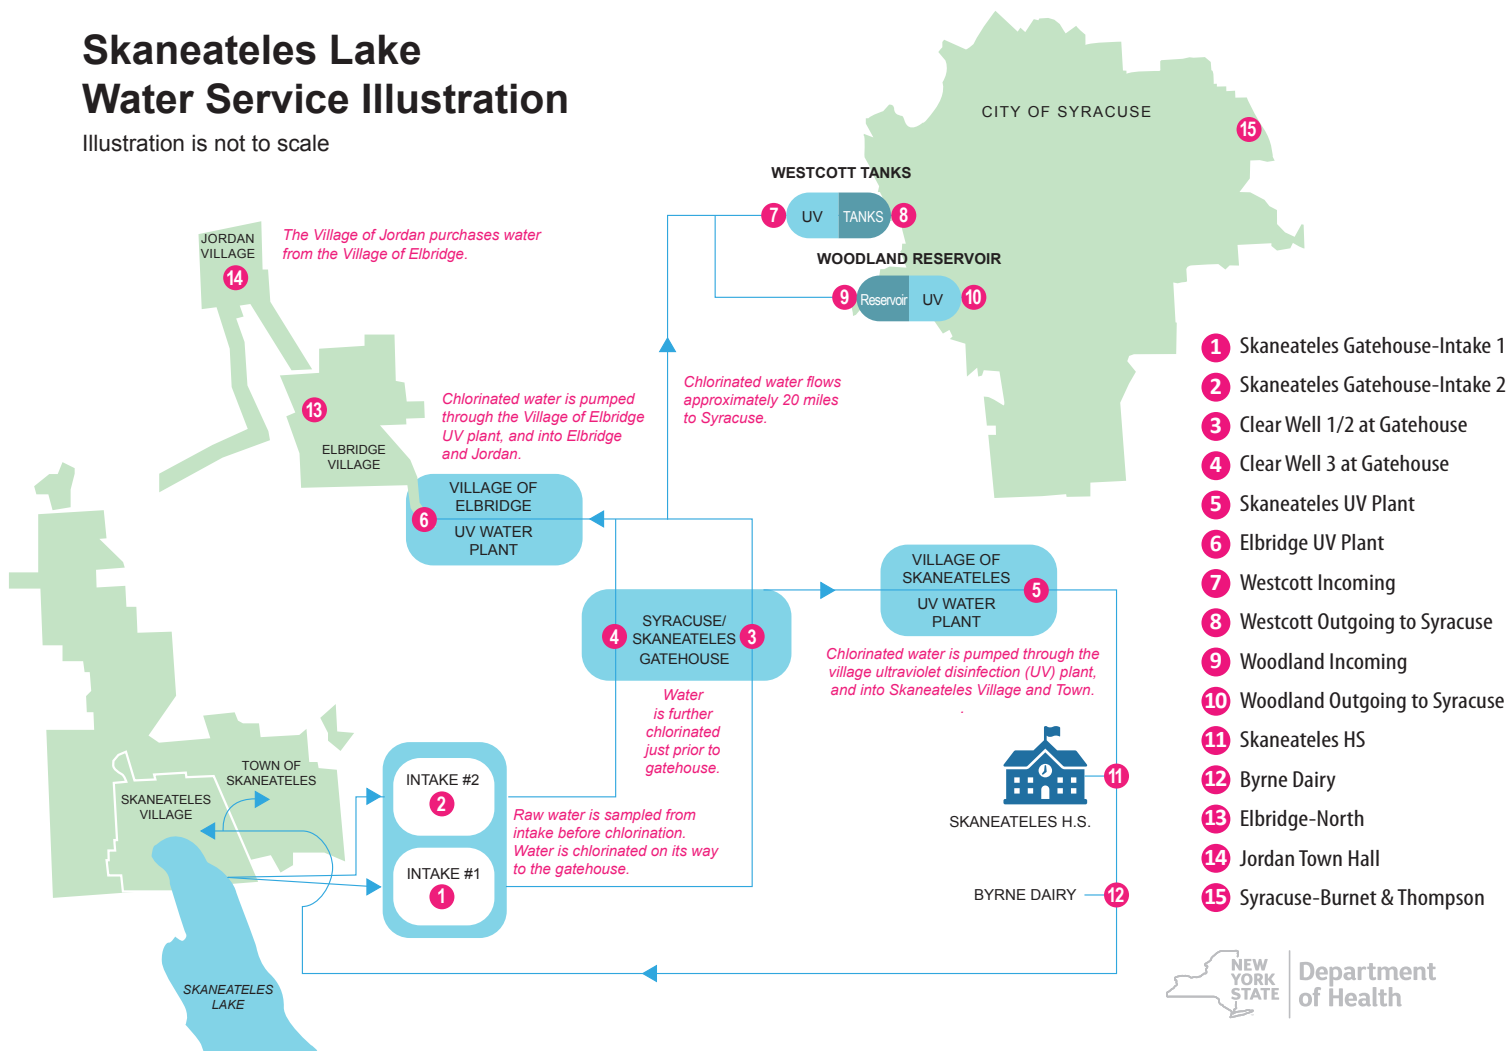 Skaneateles Lake
Water Service Illustration
Illustration is not to scale
CITY OF SYRACUSE
15
WESTCOTT TANKS
7
UV
TANKS
8
WOODLAND RESERVOIR
9
Reservoir
UV
10
JORDAN
VILLAGE
14
The Village of Jordan purchases water
from the Village of Elbridge.
13
ELBRIDGE
VILLAGE
Chlorinated water is pumped
through the Village of Elbridge
UV plant, and into Elbridge
and Jordan.
Chlorinated water flows
approximately 20 miles
to Syracuse.
VILLAGE OF
ELBRIDGE
6
UV WATER
PLANT
VILLAGE OF
SKANEATELES
5
UV WATER
PLANT
SYRACUSE/
4
SKANEATELES
3
GATEHOUSE
Chlorinated water is pumped through the
village ultraviolet disinfection (UV) plant,
and into Skaneateles Village and Town.
.
Water
is further
chlorinated
just prior to
gatehouse.
TOWN OF
SKANEATELES
SKANEATELES
VILLAGE
INTAKE #2
2
INTAKE #1
1
Raw water is sampled from
intake before chlorination.
Water is chlorinated on its way
to the gatehouse.
11
SKANEATELES H.S.
BYRNE DAIRY
12
SKANEATELES
LAKE
1 Skaneateles Gatehouse-Intake 1
2 Skaneateles Gatehouse-Intake 2
3 Clear Well 1/2 at Gatehouse
4 Clear Well 3 at Gatehouse
5 Skaneateles UV Plant
6 Elbridge UV Plant
7 Westcott Incoming
8 Westcott Outgoing to Syracuse
9 Woodland Incoming
10 Woodland Outgoing to Syracuse
11 Skaneateles HS
12 Byrne Dairy
13 Elbridge-North
14 Jordan Town Hall
15 Syracuse-Burnet & Thompson
NEW
YORK
STATE
Department
of Health